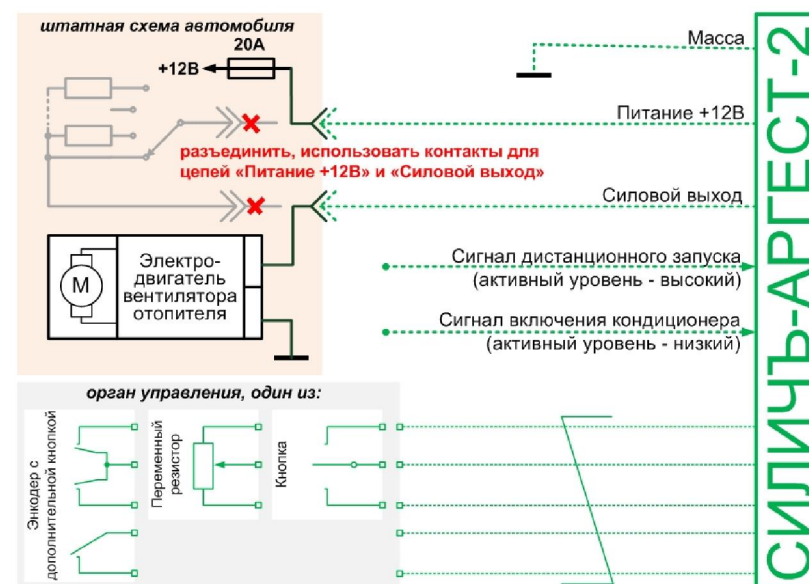 штатная схема автомобиля
20А
+12В
Масса
Питание +12В
разъединить, использовать контакты для
цепей «Питание +12В» и «Силовой выход»
Силовой выход
Электро-
двигатель
вентилятора
отопителя
М
Сигнал дистанционного запуска
(активный уровень - высокий)
Сигнал включения кондиционера
(активный уровень - низкий)
орган управления, один из:
Энкодер с
дополнительной кнопкой
Переменный
резистор
Кнопка
СИЛИЧЪ-АРГЕСТ-2